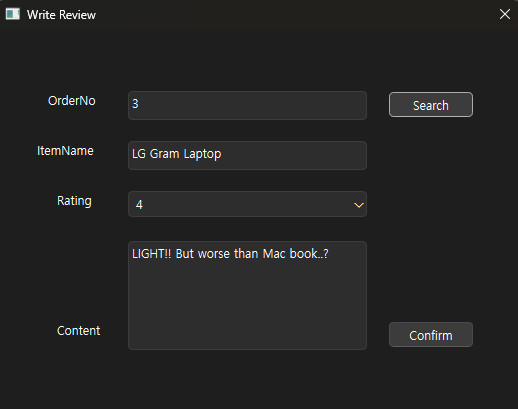 Write Review
OrderNo 3 Search
ItemName LG Gram Laptop
Rating 4
LIGHT!! But worse than Mac book..?
Content Confirm